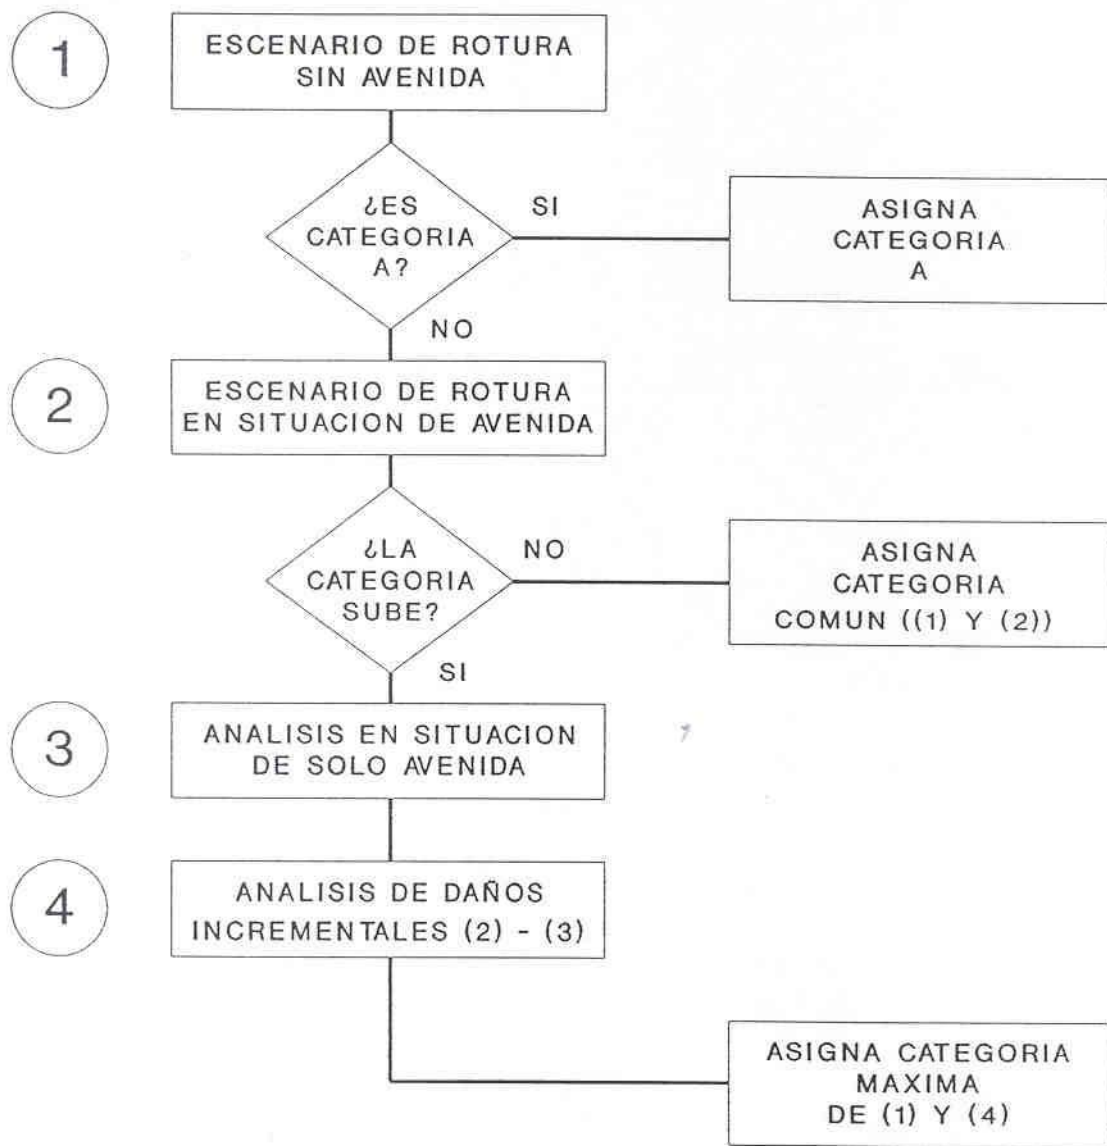 1
ESCENARIO DE ROTURA
SIN AVENIDA
¿ES
CATEGORIA
A?
SI
ASIGNA
CATEGORIA
A
NO
2
ESCENARIO DE ROTURA
EN SITUACION DE AVENIDA
¿LA
CATEGORIA
SUBE?
NO
ASIGNA
CATEGORIA
COMUN ((1) Y (2))
SI
3
ANALISIS EN SITUACION
DE SOLO AVENIDA
4
ANALISIS DE DAÑOS
INCREMENTALES (2) - (3)
ASIGNA CATEGORIA
MAXIMA
DE (1) Y (4)